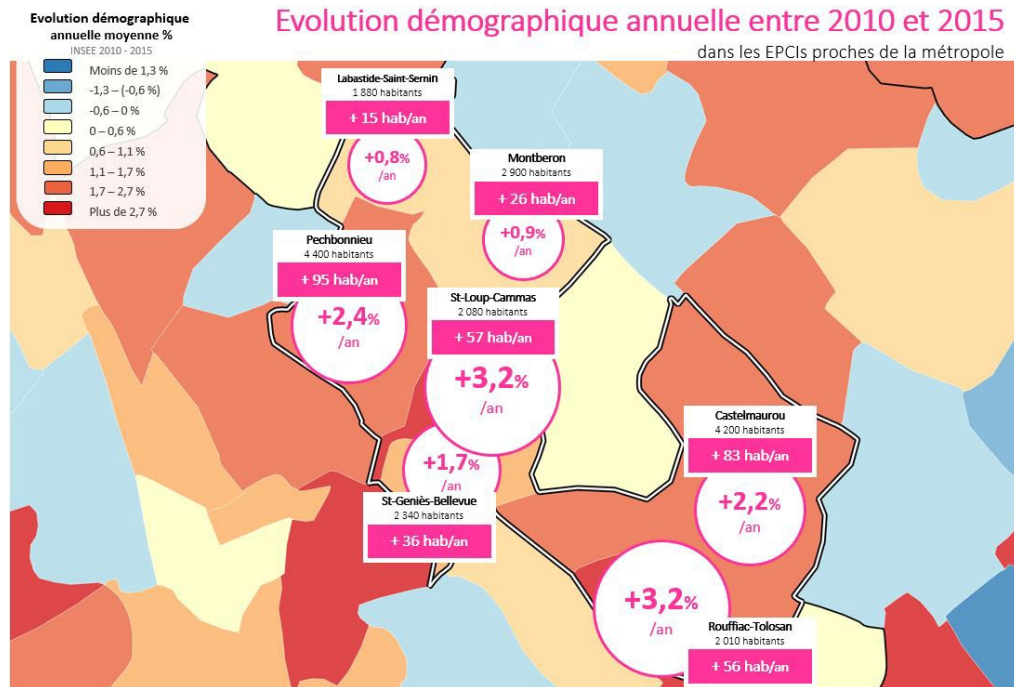 Evolution démographique annuelle entre 2010 et 2015
dans les EPCIs proches de la métropole
Evolution démographique
annuelle moyenne %
INSEE 2010 - 2015
Moins de 1,3 %
-1,3 – (-0,6 %)
-0,6 – 0 %
0 – 0,6 %
0,6 – 1,1 %
1,1 – 1,7 %
1,7 – 2,7 %
Plus de 2,7 %
Labastide-Saint-Sernin
1 880 habitants
+ 15 hab/an
+0,8%
/an
Montberon
2 900 habitants
+ 26 hab/an
+0,9%
/an
Pechbonnieu
4 400 habitants
+ 95 hab/an
+2,4%
/an
St-Loup-Cammas
2 080 habitants
+ 57 hab/an
+3,2%
/an
+1,7%
/an
St-Geniès-Bellevue
2 340 habitants
+ 36 hab/an
Castelmaurou
4 200 habitants
+ 83 hab/an
+2,2%
/an
+3,2%
/an
Rouffiac-Tolosan
2 010 habitants
+ 56 hab/an